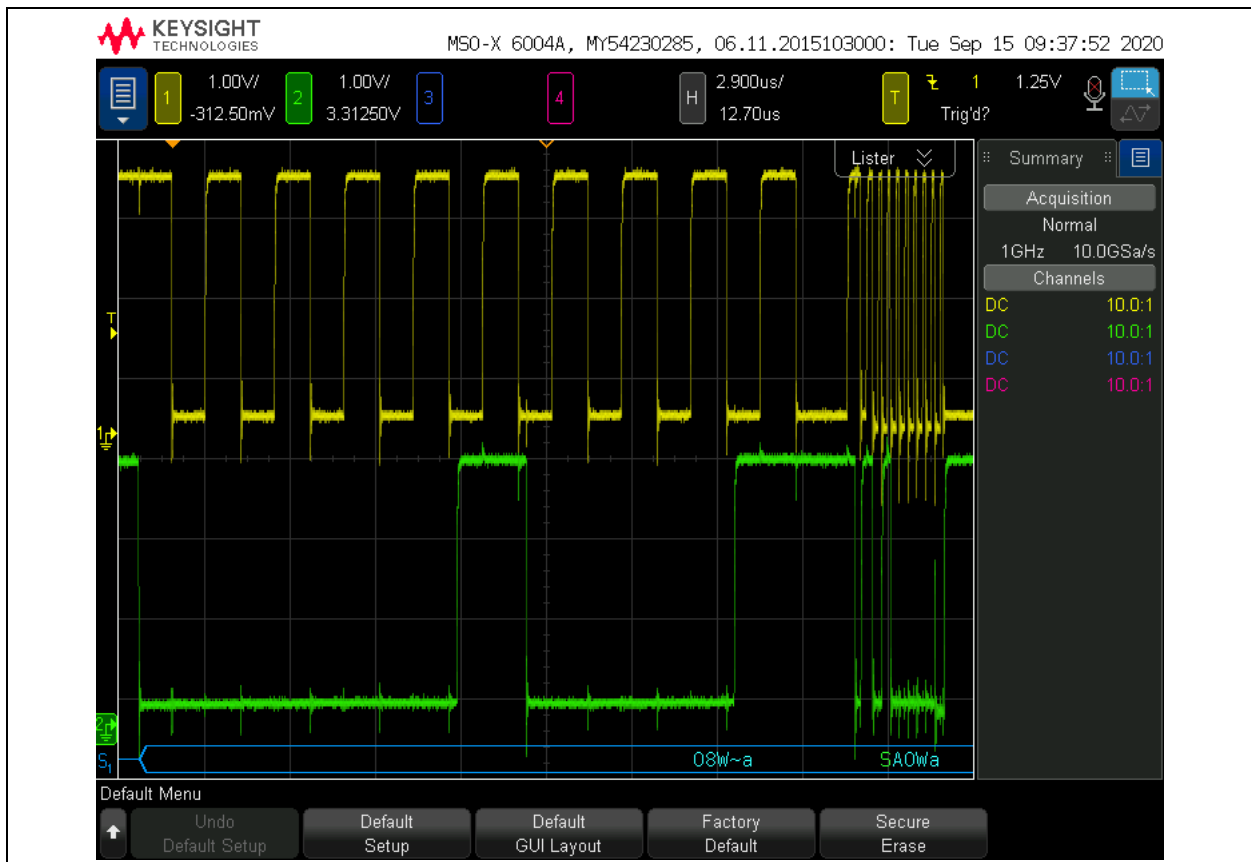 KEYSIGHT
TECHNOLOGIES
MSO-X 6004A, MY54230285, 06.11.2015103000: Tue Sep 15 09:37:52 2020
1 1.00V/ 2 1.00V/ 3 4 H 2.900us/ T 1 1.25V
-312.50mV 3.31250V 12.70us Trig'd?
Lister
Summary
Acquisition
Normal
1GHz 10.0GSa/s
Channels
DC 10.0:1
DC 10.0:1
DC 10.0:1
DC 10.0:1
T
1
2
S1 08W~a SA0Wa
Default Menu
Undo Default Default Factory Secure
Default Setup Setup GUI Layout Default Erase